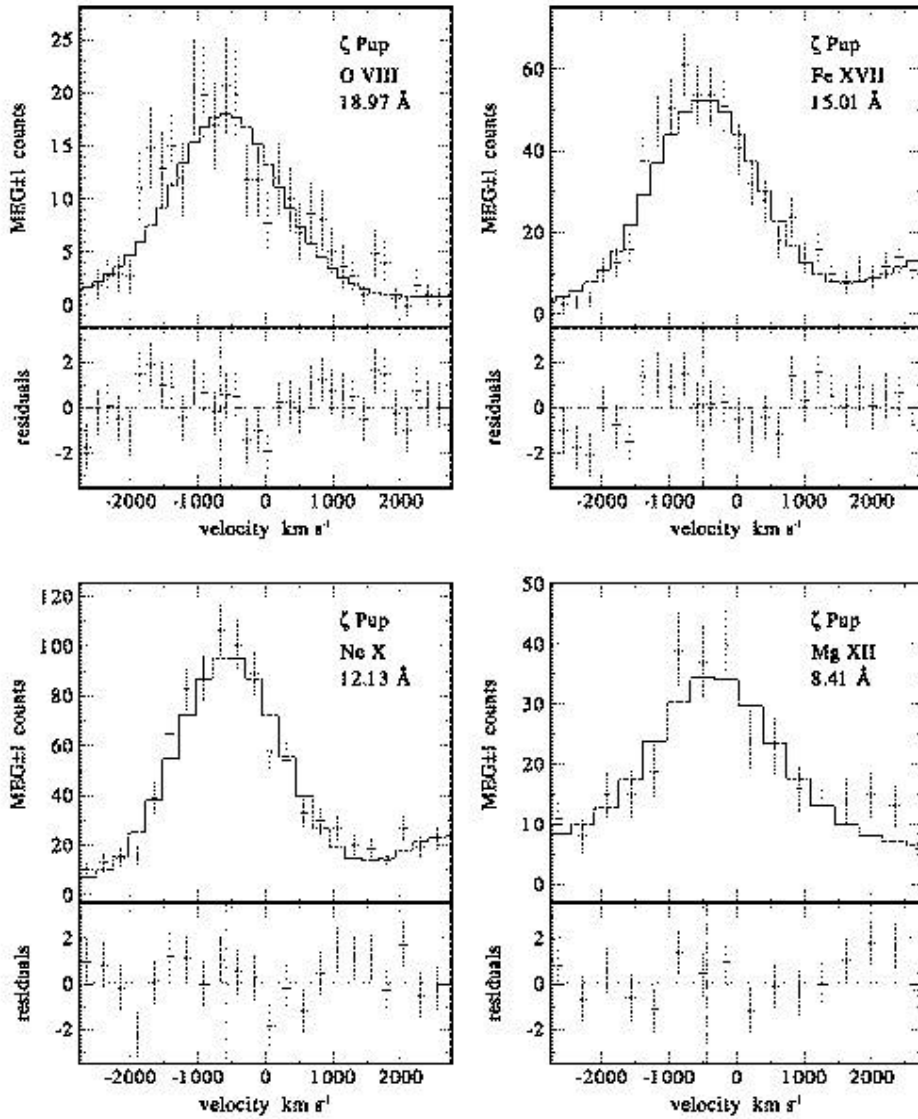 ζ Pup
O VIII
18.97 Å
MEG±1 counts
25
20
15
10
5
0
residuals
2
0
-2
-2000 -1000 0 1000 2000
velocity km s⁻¹
ζ Pup
Fe XVII
15.01 Å
MEG±1 counts
60
40
20
0
residuals
2
0
-2
-2000 -1000 0 1000 2000
velocity km s⁻¹
ζ Pup
Ne X
12.13 Å
MEG±1 counts
120
100
80
60
40
20
0
residuals
2
0
-2
-2000 -1000 0 1000 2000
velocity km s⁻¹
ζ Pup
Mg XII
8.41 Å
MEG±1 counts
50
40
30
20
10
0
residuals
2
0
-2
-2000 -1000 0 1000 2000
velocity km s⁻¹